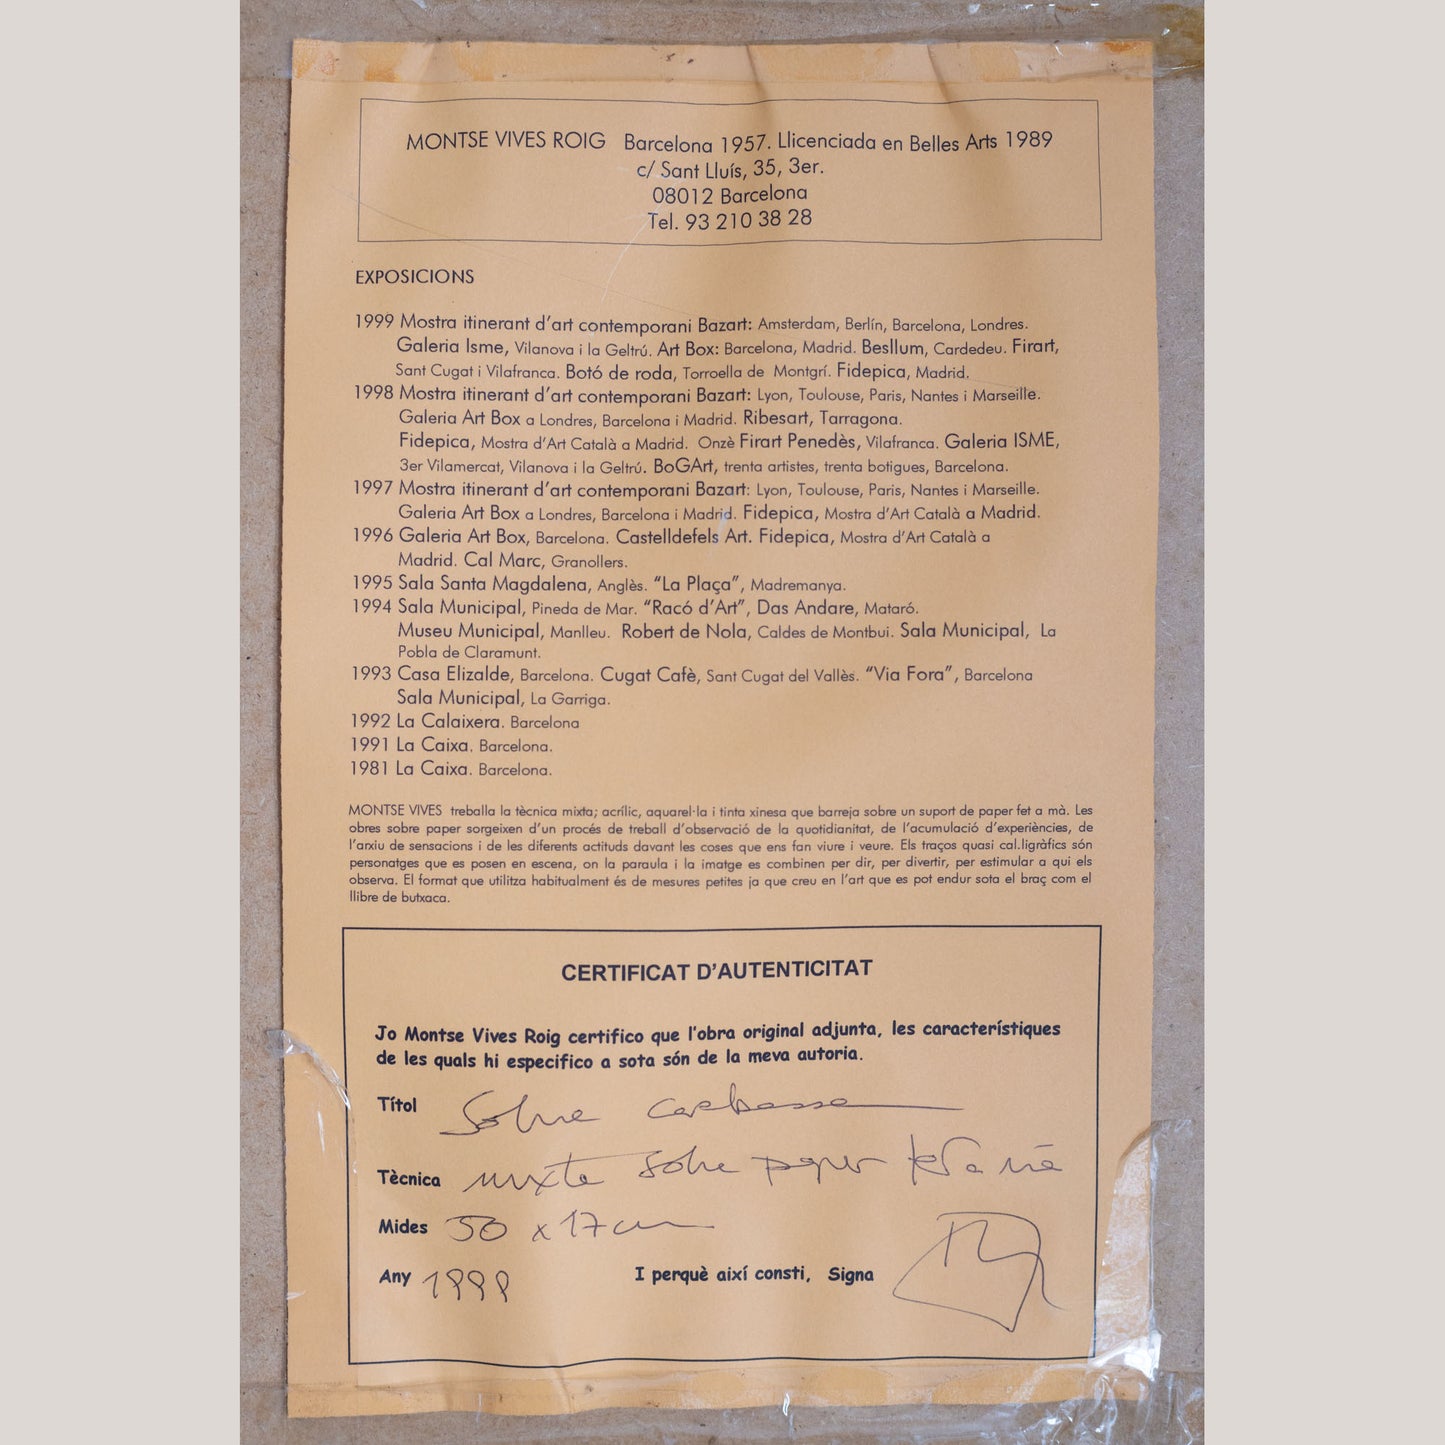 MONTSE VIVES ROIG Barcelona 1957. Llicenciada en Belles Arts 1989
c/ Sant Lluís, 35, 3er.
08012 Barcelona
Tel. 93 210 38 28
EXPOSICIONS
1999 Mostra itinerant d'art contemporani Bazart: Amsterdam, Berlín, Barcelona, Londres.
Galeria Isme, Vilanova i la Geltrú. Art Box: Barcelona, Madrid. Besllum, Cardedeu. Firart,
Sant Cugat i Vilafranca. Botó de roda, Torroella de Montgrí. Fidepica, Madrid.
1998 Mostra itinerant d'art contemporani Bazart: Lyon, Toulouse, Paris, Nantes i Marseille.
Galeria Art Box a Londres, Barcelona i Madrid. Ribesart, Tarragona.
Fidepica, Mostra d'Art Català a Madrid. Onzè Firart Penedès, Vilafranca. Galeria ISME,
3er Vilamercat, Vilanova i la Geltrú. BoGArt, trenta artistes, trenta botigues, Barcelona.
1997 Mostra itinerant d'art contemporani Bazart: Lyon, Toulouse, Paris, Nantes i Marseille.
Galeria Art Box a Londres, Barcelona i Madrid. Fidepica, Mostra d'Art Català a Madrid.
1996 Galeria Art Box, Barcelona. Castelldefels Art. Fidepica, Mostra d'Art Català a
Madrid. Cal Marc, Granollers.
1995 Sala Santa Magdalena, Anglès. "La Plaça", Madremanya.
1994 Sala Municipal, Pineda de Mar. "Racó d'Art", Das Andare, Mataró.
Museu Municipal, Manlleu. Robert de Nola, Caldes de Montbui. Sala Municipal, La
Pobla de Claramunt.
1993 Casa Elizalde, Barcelona. Cugat Cafè, Sant Cugat del Vallès. "Via Fora", Barcelona
Sala Municipal, La Garriga.
1992 La Calaixera. Barcelona
1991 La Caixa. Barcelona.
1981 La Caixa. Barcelona.
MONTSE VIVES treballa la tècnica mixta; acrílic, aquarel·la i tinta xinesa que barreja sobre un suport de paper fet a mà. Les
obres sobre paper sorgeixen d'un procés de treball d'observació de la quotidianitat, de l'acumulació d'experiències, de
l'arxiu de sensacions i de les diferents actituds davant les coses que ens fan viure i veure. Els traços quasi cal.ligràfics són
personatges que es posen en escena, on la paraula i la imatge es combinen per dir, per divertir, per estimular a qui els
observa. El format que utilitza habitualment és de mesures petites ja que creu en l'art que es pot endur sota el braç com el
llibre de butxaca.
CERTIFICAT D'AUTENTICITAT
Jo Montse Vives Roig certifico que l'obra original adjunta, les característiques
de les quals hi especifico a sota són de la meva autoria.
Títol Sobre carbassa
Tècnica mixta sobre paper fet a mà
Mides 50 x 17 cm
Any 1999 I perquè així consti, Signa